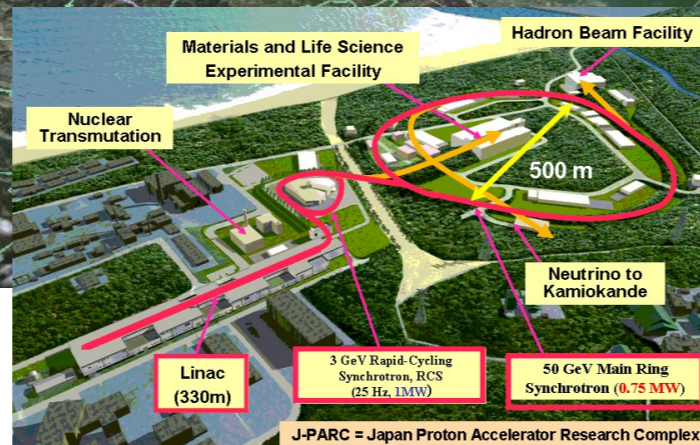 Hadron Beam Facility
Materials and Life Science
Experimental Facility
Nuclear
Transmutation
500 m
Neutrino to
Kamiokande
Linac
(330m)
3 GeV Rapid-Cycling
Synchrotron, RCS
(25 Hz, 1MW)
50 GeV Main Ring
Synchrotron (0.75 MW)
J-PARC = Japan Proton Accelerator Research Complex